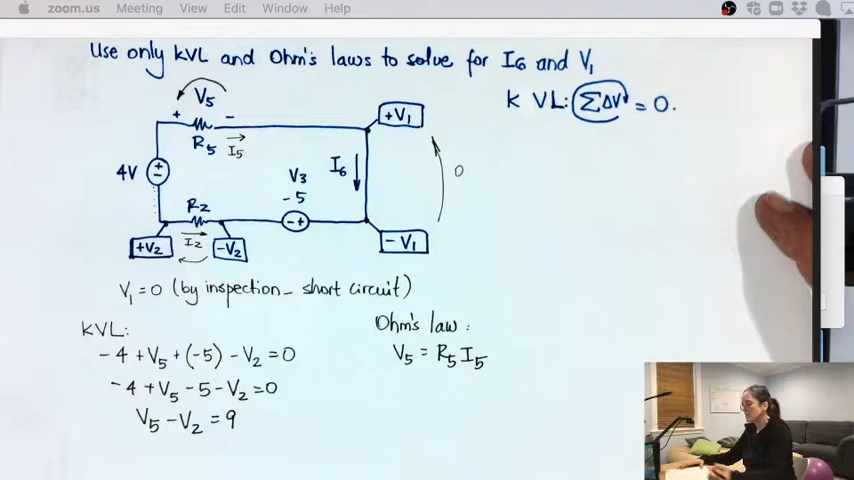 zoom.us Meeting View Edit Window Help
Use only KVL and Ohm's laws to solve for I6 and V1
KVL: ΣΔV = 0.
V5
+ -
R5
I5
+V1
4V
+
-
I6
0
V3
-5
- +
R2
I2
+V2
-V2
-V1
V1 = 0 (by inspection - short circuit)
KVL:
-4 + V5 + (-5) - V2 = 0
-4 + V5 - 5 - V2 = 0
V5 - V2 = 9
Ohm's law:
V5 = R5 I5